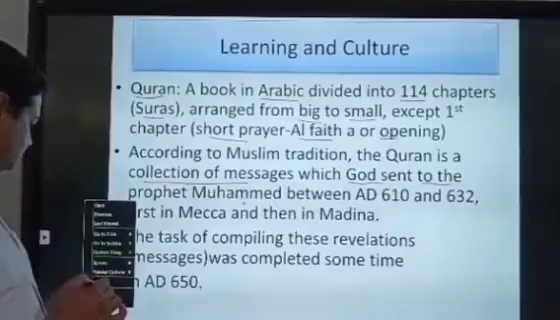 Learning and Culture
• Quran: A book in Arabic divided into 114 chapters
(Suras), arranged from big to small, except 1st
chapter (short prayer-Al faith a or opening)
• According to Muslim tradition, the Quran is a
collection of messages which God sent to the
prophet Muhammed between AD 610 and 632,
rst in Mecca and then in Madina.
he task of compiling these revelations
messages)was completed some time
AD 650.